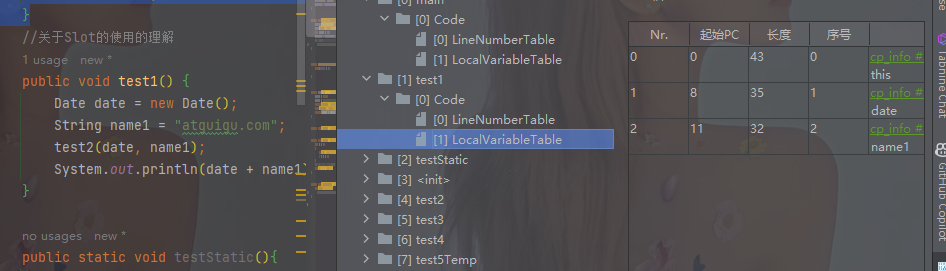 }
//关于Slot的使用的理解
1 usage new *
public void test1() {
Date date = new Date();
String name1 = "atguigu.com";
test2(date, name1);
System.out.println(date + name1
}
no usages new *
public static void testStatic(){
[0] main
[0] Code
[0] LineNumberTable
[1] LocalVariableTable
[1] test1
[0] Code
[0] LineNumberTable
[1] LocalVariableTable
[2] testStatic
[3] <init>
[4] test2
[5] test3
[6] test4
[7] test5Temp
Nr. 起始PC 长度 序号
0 0 43 0 cp_info #
this
1 8 35 1 cp_info #
date
2 11 32 2 cp_info #
name1
Tabnine Chat
GitHub Copilot